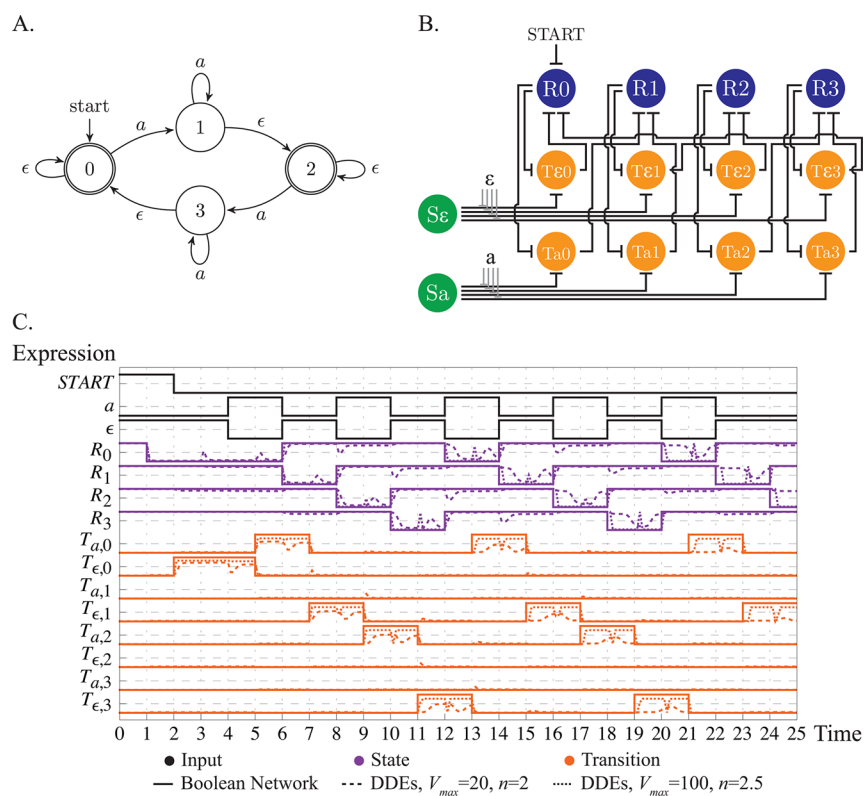 A.
start
0
1
2
3
a
a
ϵ
ϵ
ϵ
a
ϵ
a
B.
START
R0 R1 R2 R3
Tε0 Tε1 Tε2 Tε3
ε
Sε
Ta0 Ta1 Ta2 Ta3
a
Sa
C.
Expression
START
a
ϵ
R0
R1
R2
R3
Ta,0
Tϵ,0
Ta,1
Tϵ,1
Ta,2
Tϵ,2
Ta,3
Tϵ,3
0 1 2 3 4 5 6 7 8 9 10 11 12 13 14 15 16 17 18 19 20 21 22 23 24 25 Time
Input State Transition
Boolean Network DDEs, Vmax=20, n=2 DDEs, Vmax=100, n=2.5